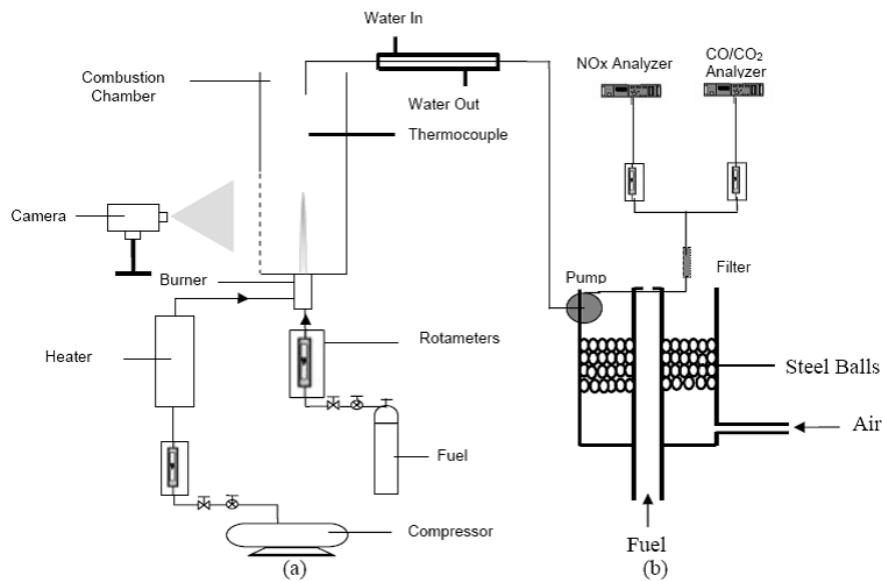 Water In
Combustion
Chamber
Water Out
Thermocouple
Camera
Burner
Heater
Rotameters
Fuel
Compressor
(a)
NOx Analyzer
CO/CO₂
Analyzer
Pump
Filter
Steel Balls
Air
Fuel
(b)